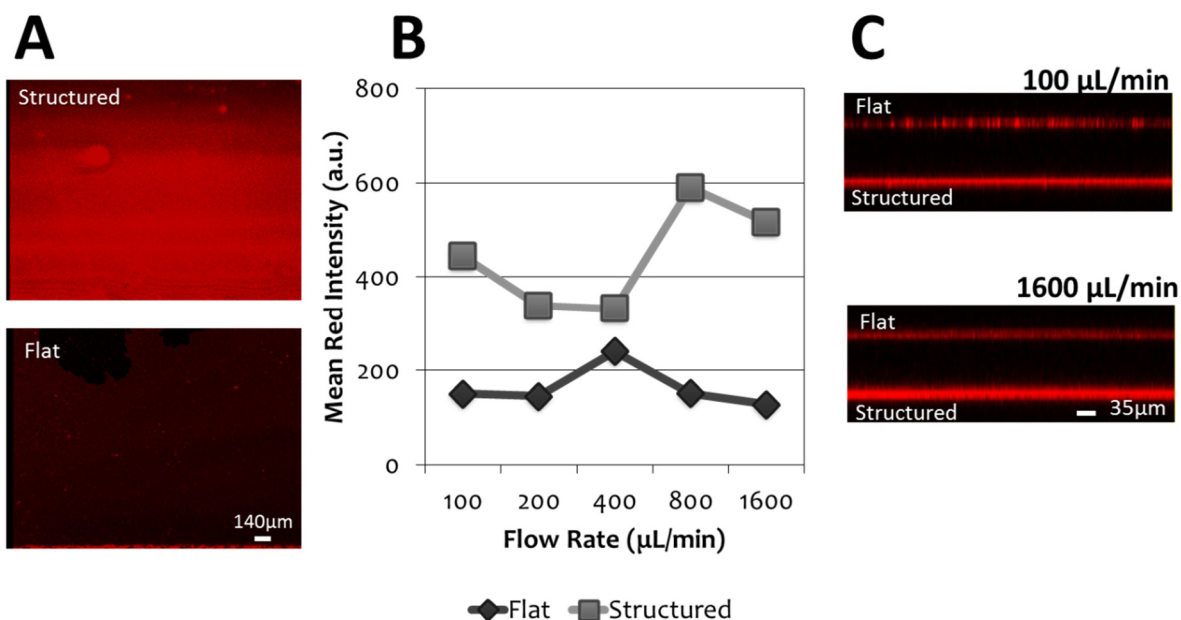 A
B
C
Structured
Flat
140µm
Mean Red Intensity (a.u.)
800
600
400
200
0
100 200 400 800 1600
Flow Rate (µL/min)
Flat Structured
100 µL/min
Flat
Structured
1600 µL/min
Flat
Structured
35µm